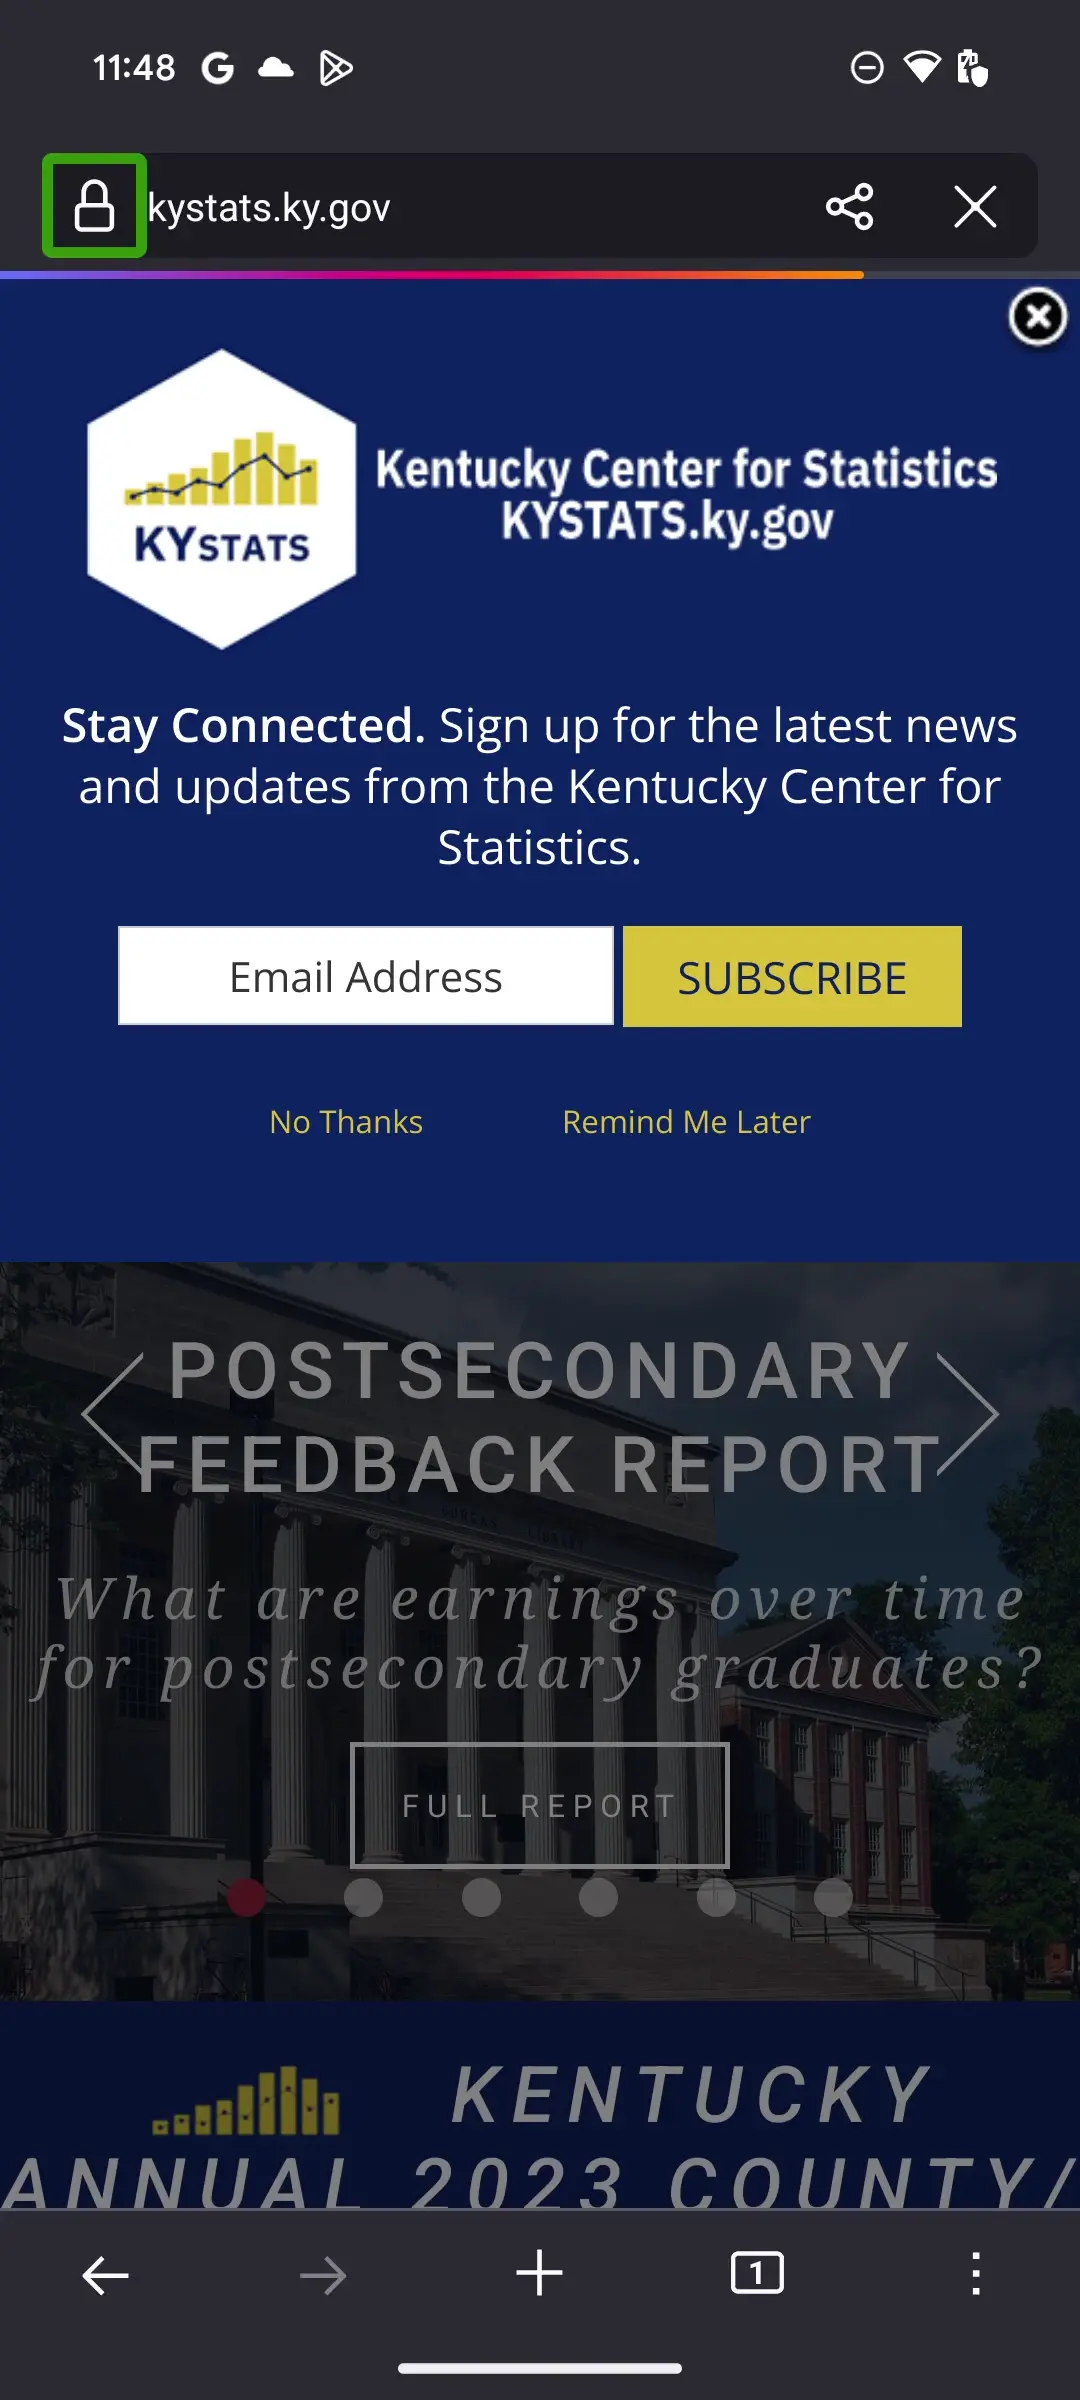 11:48
kystats.ky.gov
KYSTATS
Kentucky Center for Statistics
KYSTATS.ky.gov
Stay Connected. Sign up for the latest news
and updates from the Kentucky Center for
Statistics.
Email Address
SUBSCRIBE
No Thanks
Remind Me Later
POSTSECONDARY
FEEDBACK REPORT
What are earnings over time
for postsecondary graduates?
FULL REPORT
KENTUCKY
ANNUAL 2023 COUNTY/
1